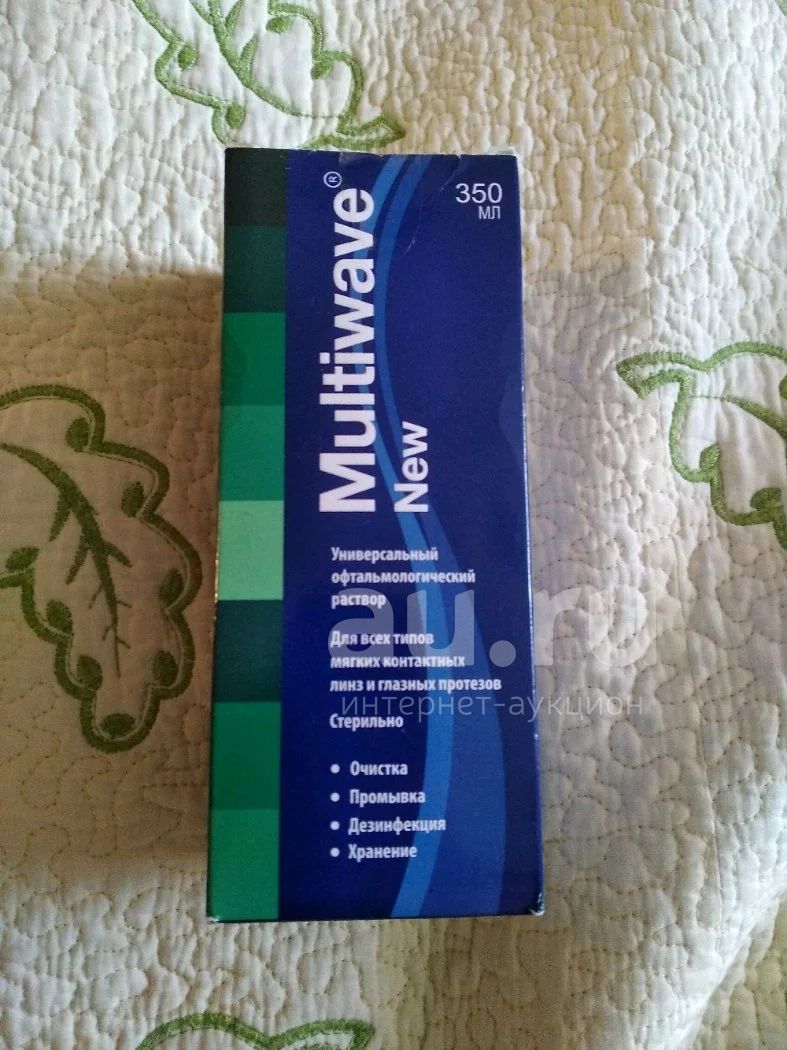 350
МЛ
Multiwave®
New
Универсальный
офтальмологический
раствор
Для всех типов
мягких контактных
линз и глазных протезов
Стерильно
• Очистка
• Промывка
• Дезинфекция
• Хранение
au.ru
интернет-аукцион